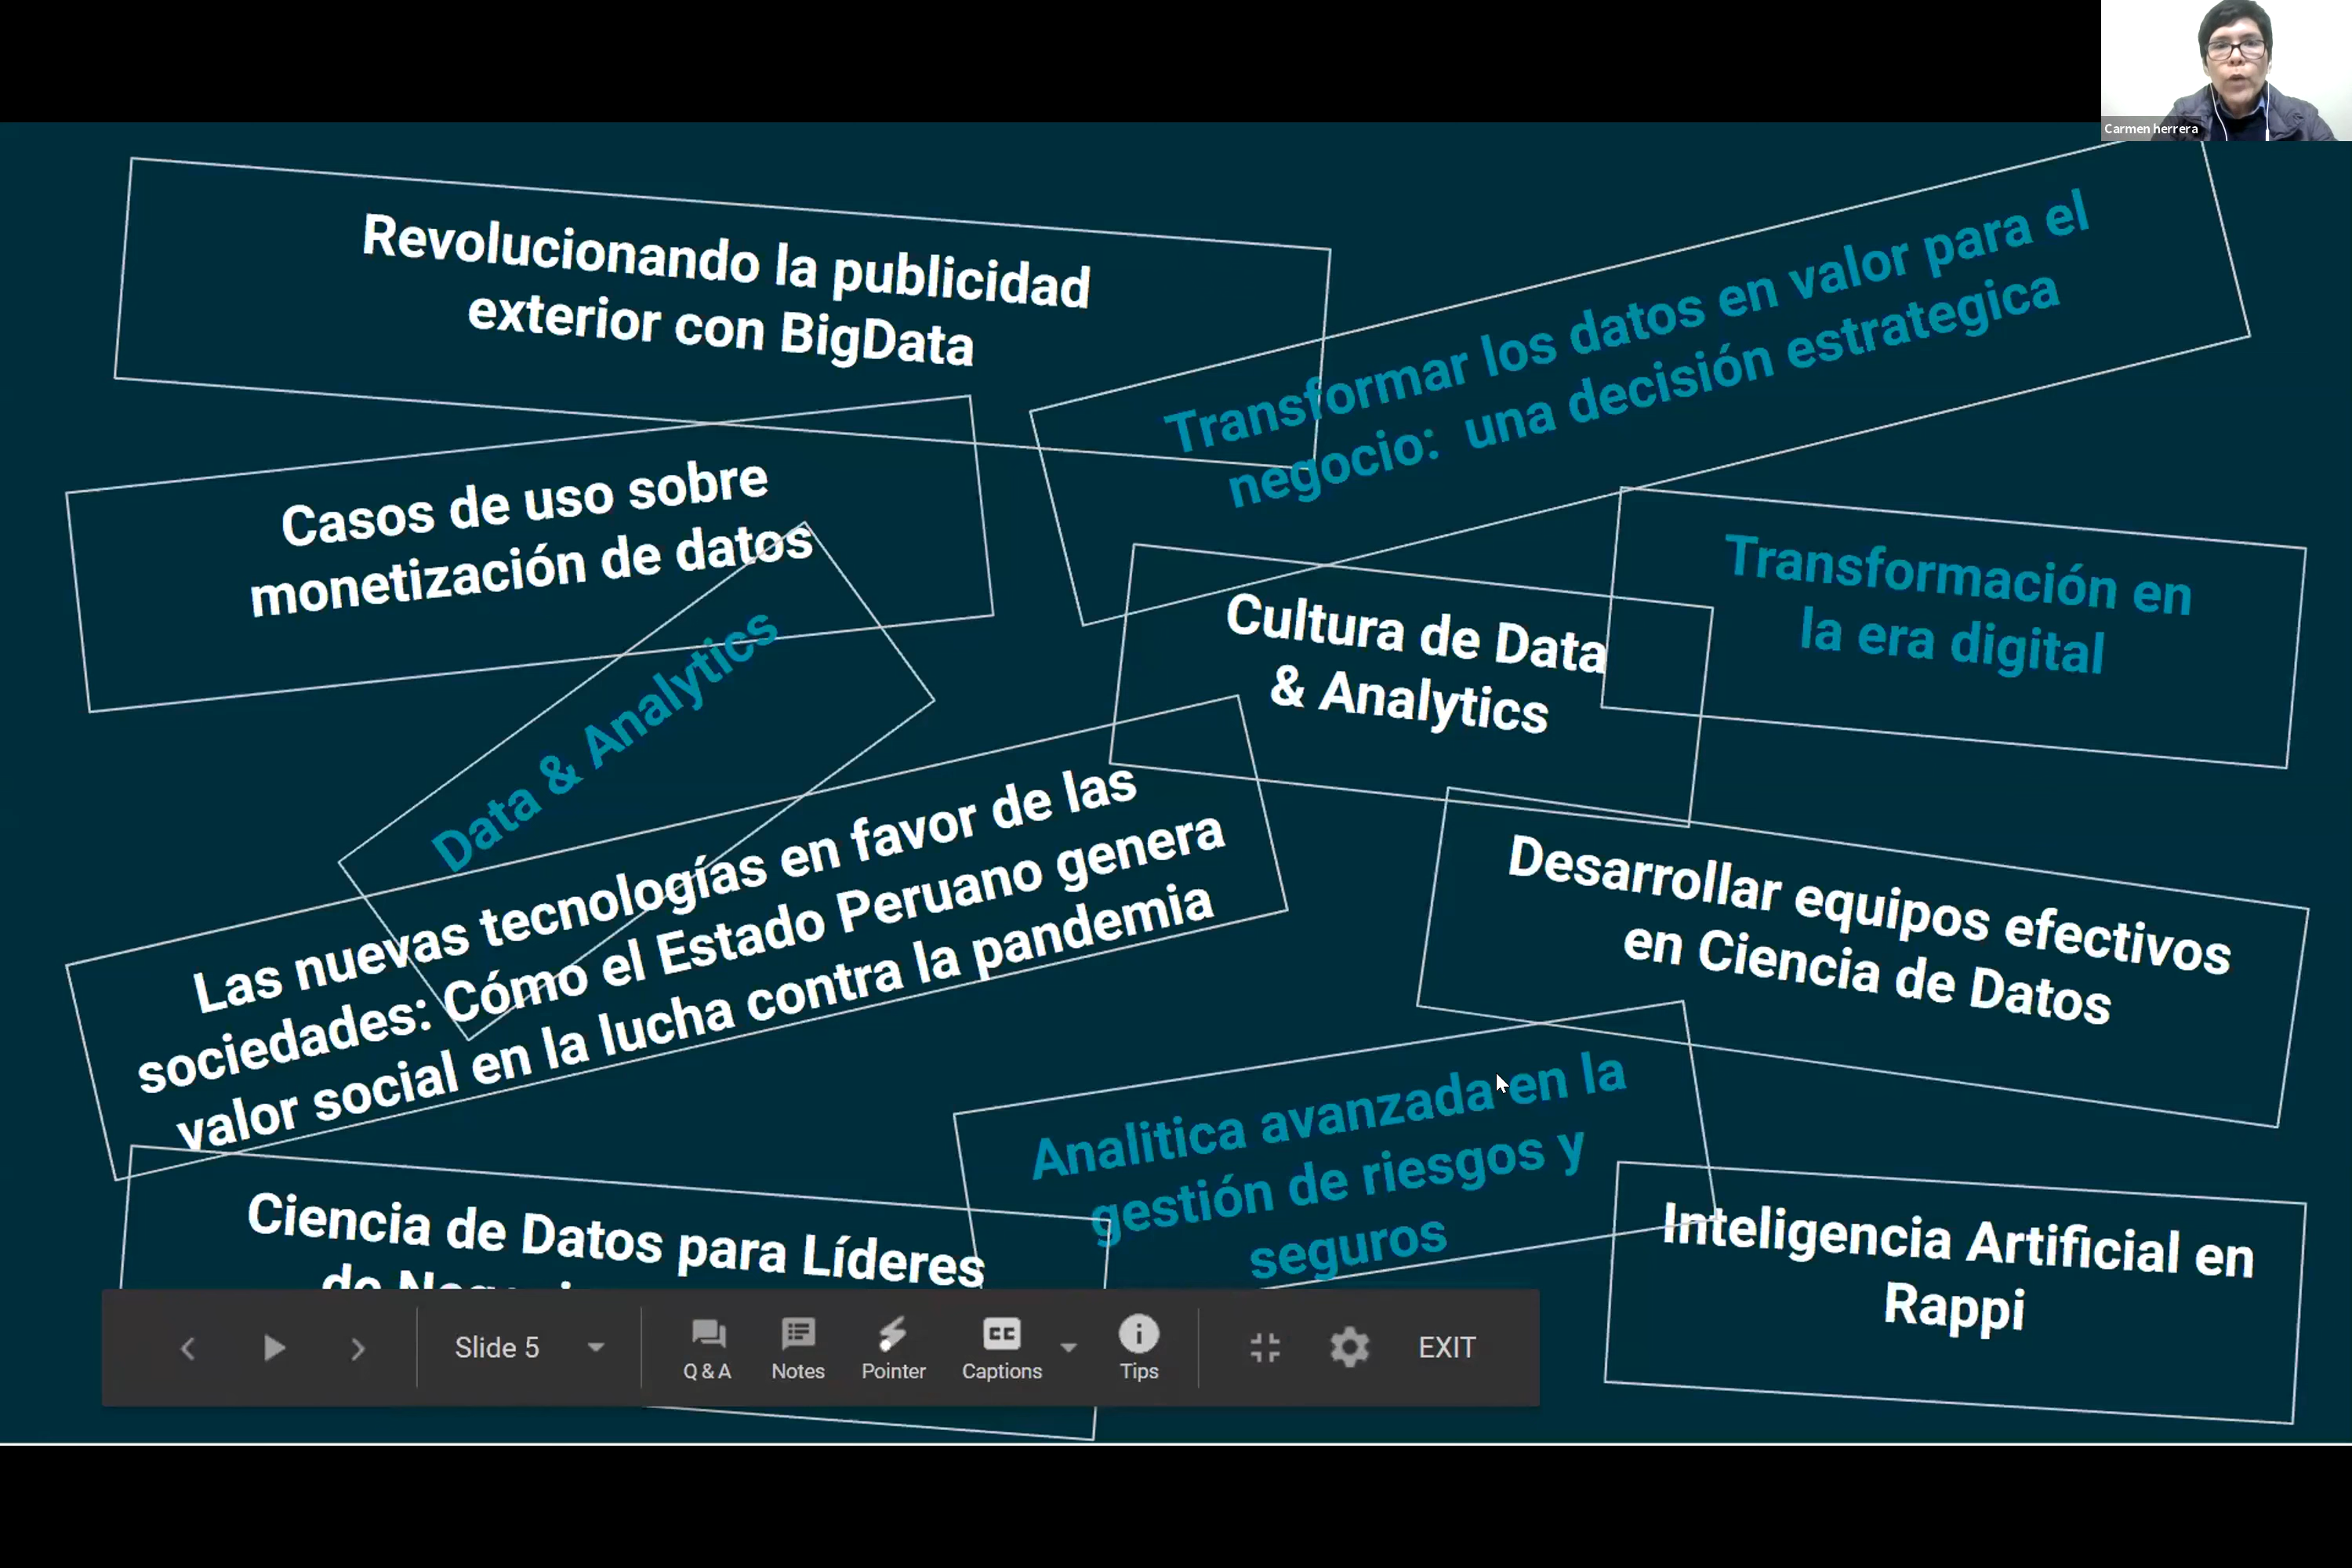 Carmen herrera
Revolucionando la publicidad
exterior con BigData
Transformar los datos en valor para el
negocio: una decisión estrategica
Casos de uso sobre
monetización de datos
Transformación en
la era digital
Cultura de Data
& Analytics
Data & Analytics
Las nuevas tecnologías en favor de las
sociedades: Cómo el Estado Peruano genera
valor social en la lucha contra la pandemia
Desarrollar equipos efectivos
en Ciencia de Datos
Analitica avanzada en la
gestión de riesgos y
seguros
Ciencia de Datos para Líderes
de
Inteligencia Artificial en
Rappi
Slide 5
Q & A
Notes
Pointer
CC
Captions
Tips
EXIT